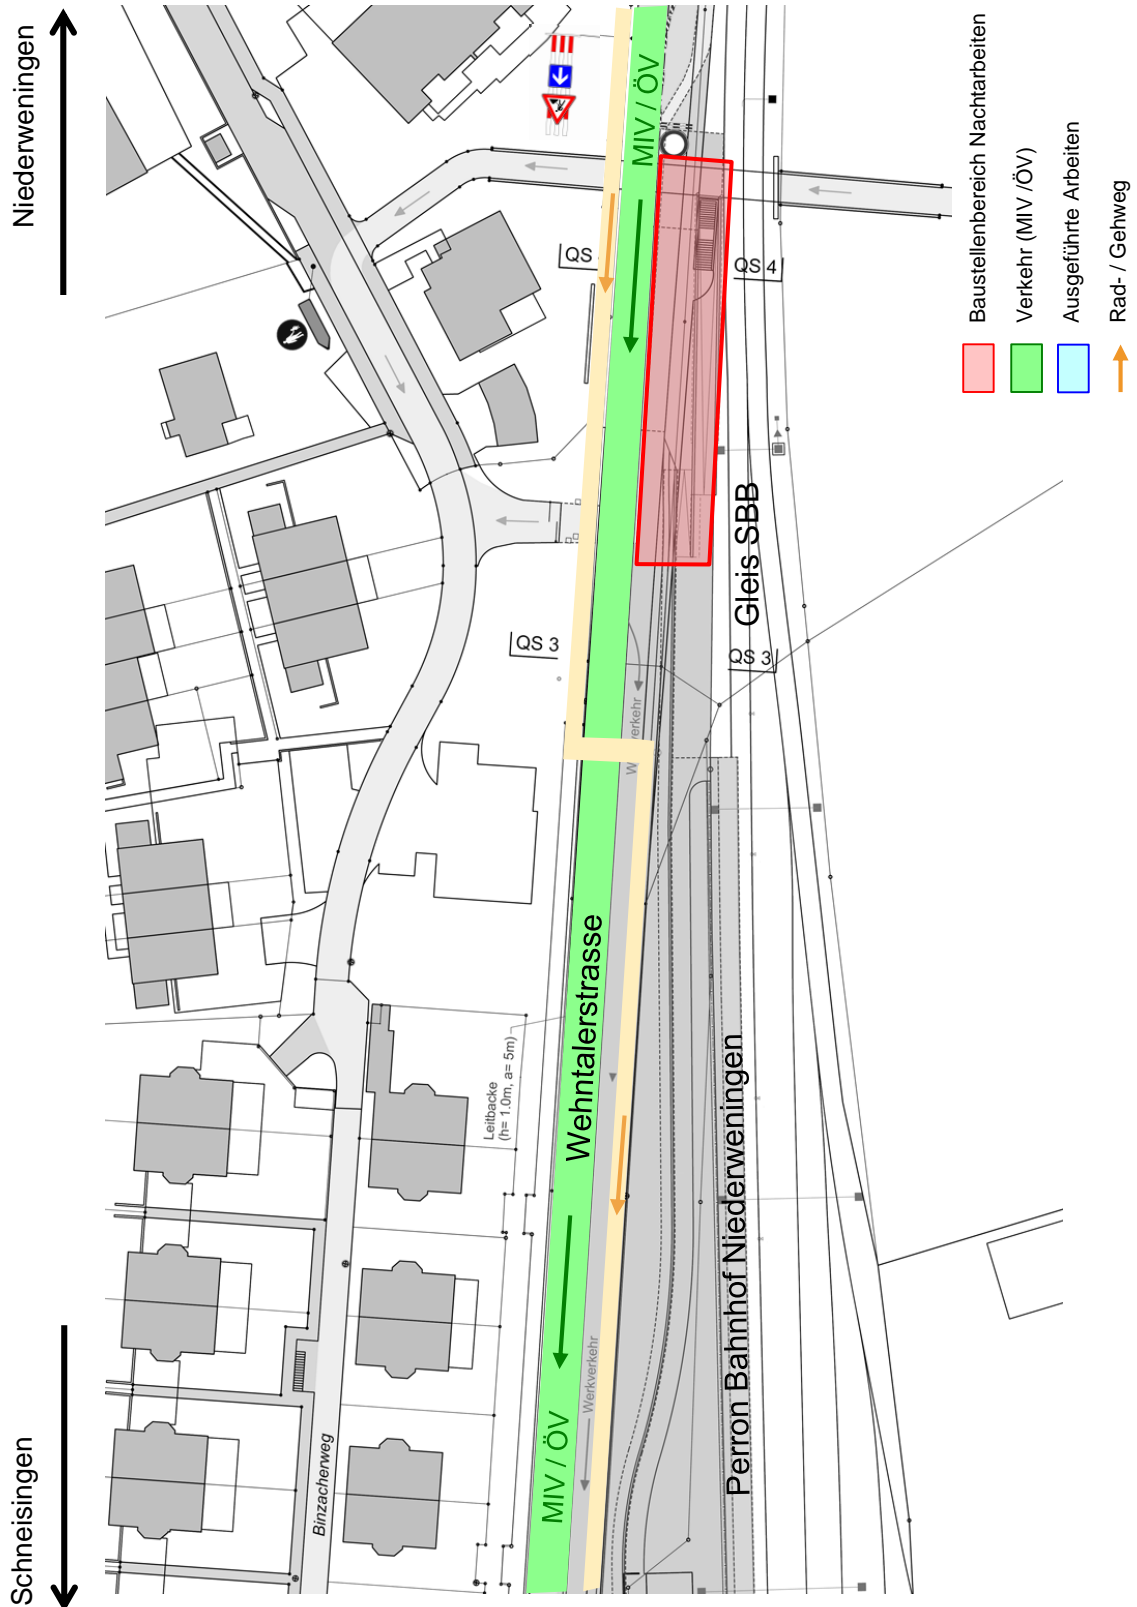 Niederweningen
Schneisingen
MIV / ÖV
QS
QS 4
Gleis SBB
QS 3
QS 3
Wehntalerstrasse
Leitbacke
(h= 1.0m, a= 5m)
Werkverkehr
MIV / ÖV
Perron Bahnhof Niederweningen
Binzacherweg
Baustellenbereich Nachtarbeiten
Verkehr (MIV /ÖV)
Ausgeführte Arbeiten
Rad- / Gehweg